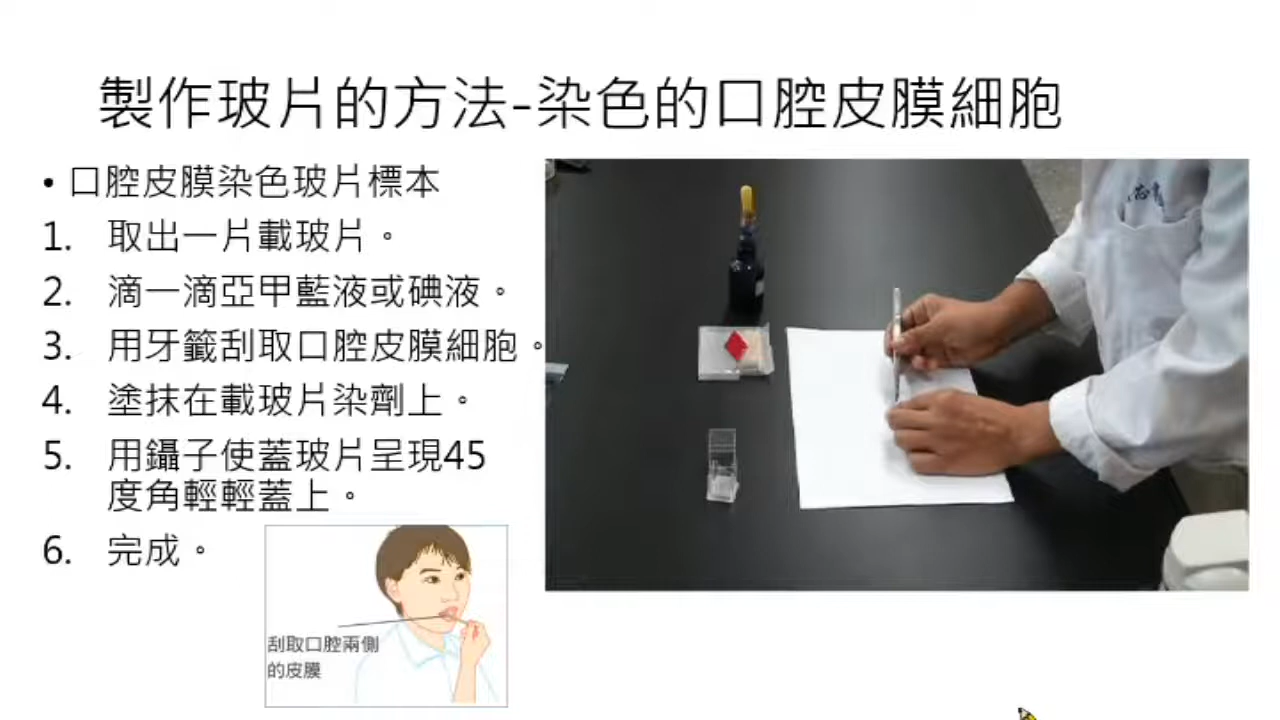 製作玻片的方法-染色的口腔皮膜細胞
• 口腔皮膜染色玻片標本
1. 取出一片載玻片。
2. 滴一滴亞甲藍液或碘液。
3. 用牙籤刮取口腔皮膜細胞。
4. 塗抹在載玻片染劑上。
5. 用鑷子使蓋玻片呈現45
度角輕輕蓋上。
6. 完成。
刮取口腔兩側
的皮膜